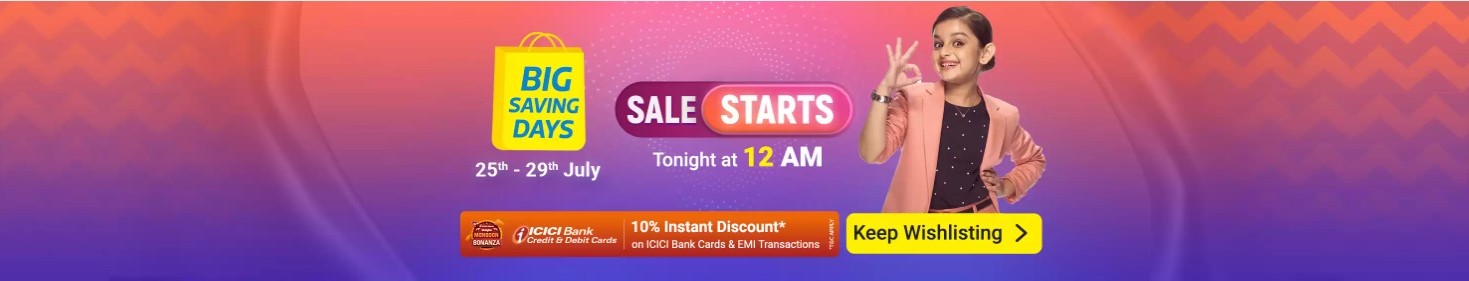 BIG
SAVING
DAYS
25th - 29th July
SALE STARTS
Tonight at 12 AM
MONSOON
BONANZA
ICICI Bank
Credit & Debit Cards
10% Instant Discount*
on ICICI Bank Cards & EMI Transactions
*T&C APPLY
Keep Wishlisting